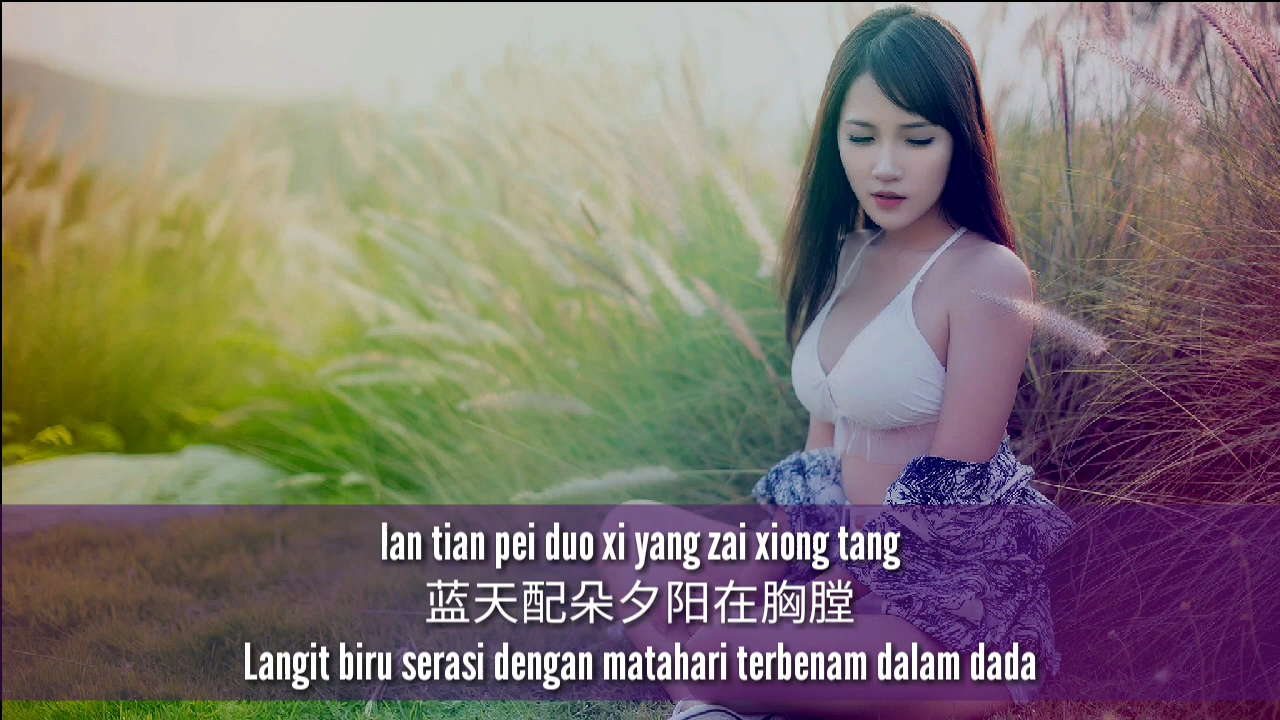 lan tian pei duo xi yang zai xiong tang
蓝天配朵夕阳在胸膛
Langit biru serasi dengan matahari terbenam dalam dada